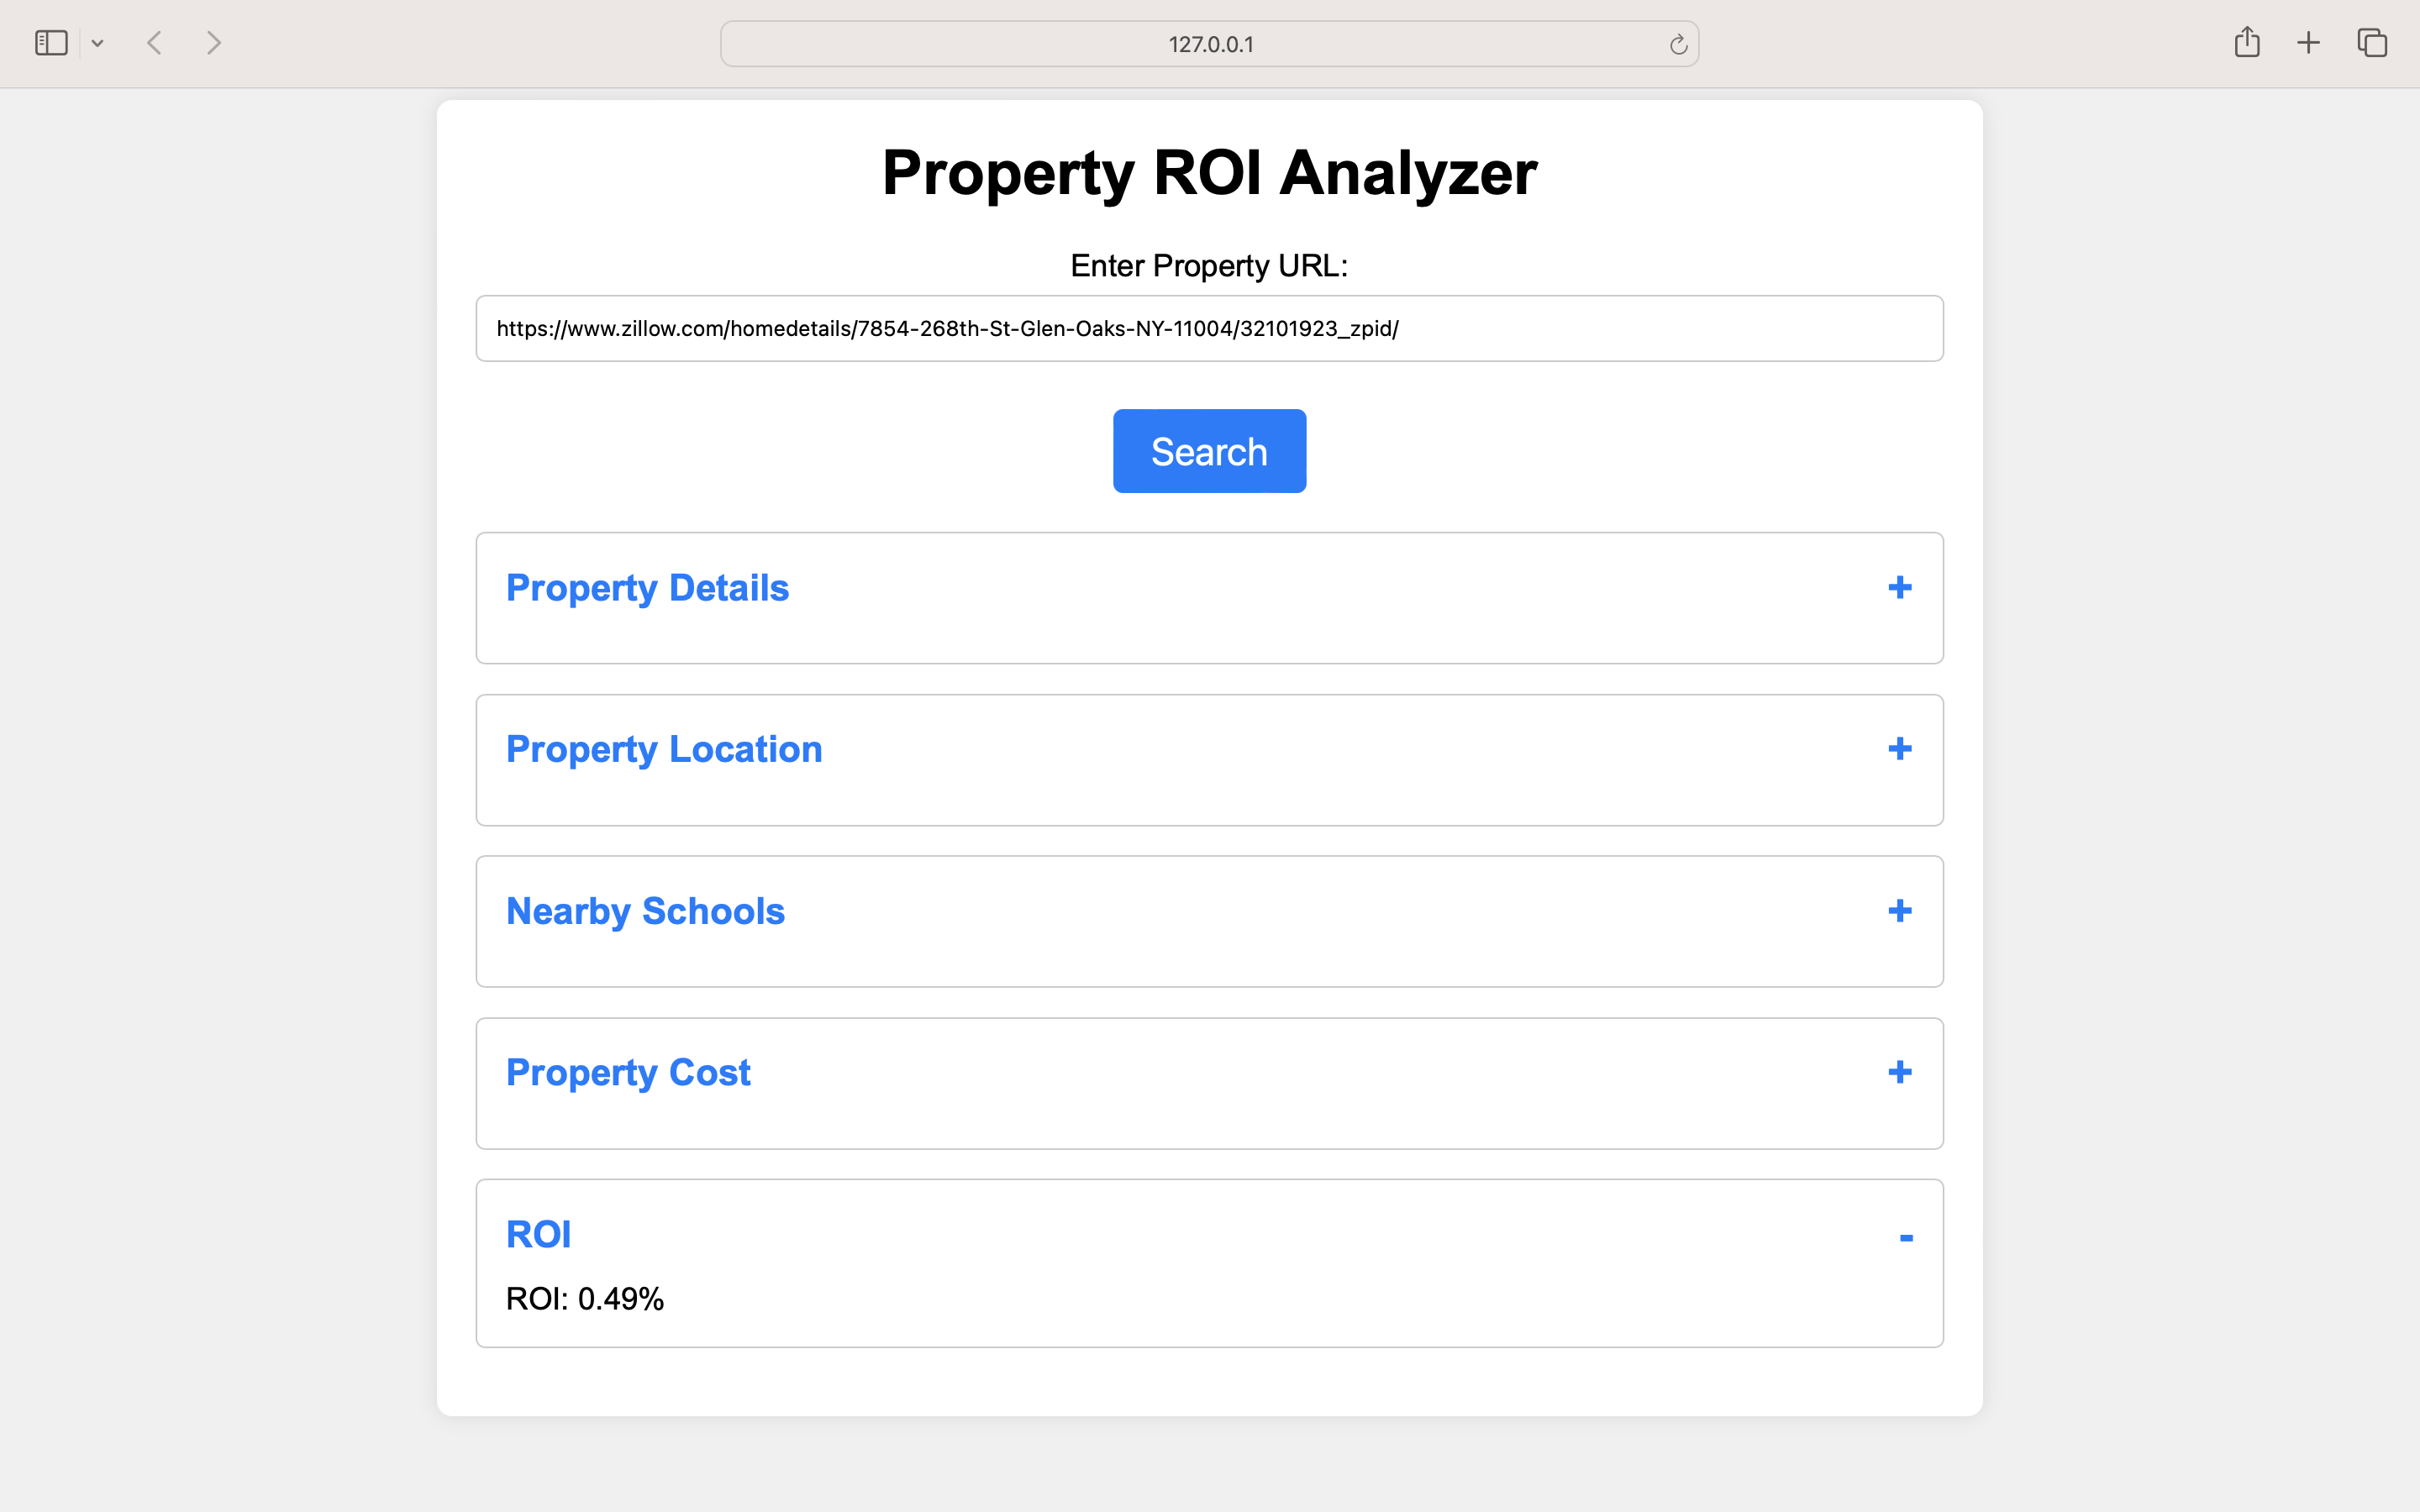 127.0.0.1
Property ROI Analyzer
Enter Property URL:
https://www.zillow.com/homedetails/7854-268th-St-Glen-Oaks-NY-11004/32101923_zpid/
Search
Property Details +
Property Location +
Nearby Schools +
Property Cost +
ROI -
ROI: 0.49%